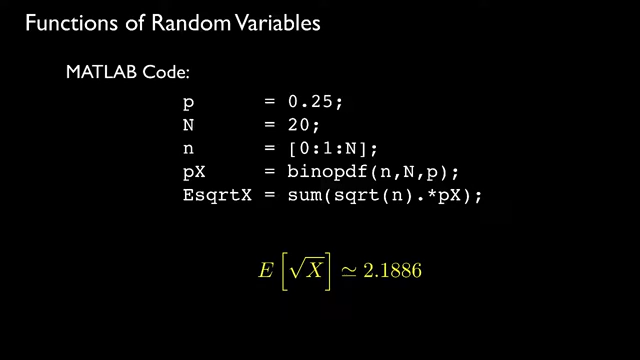 Functions of Random Variables
MATLAB Code:
p = 0.25;
N = 20;
n = [0:1:N];
pX = binopdf(n,N,p);
EsqrtX = sum(sqrt(n).*pX);
E[√X] ≃ 2.1886